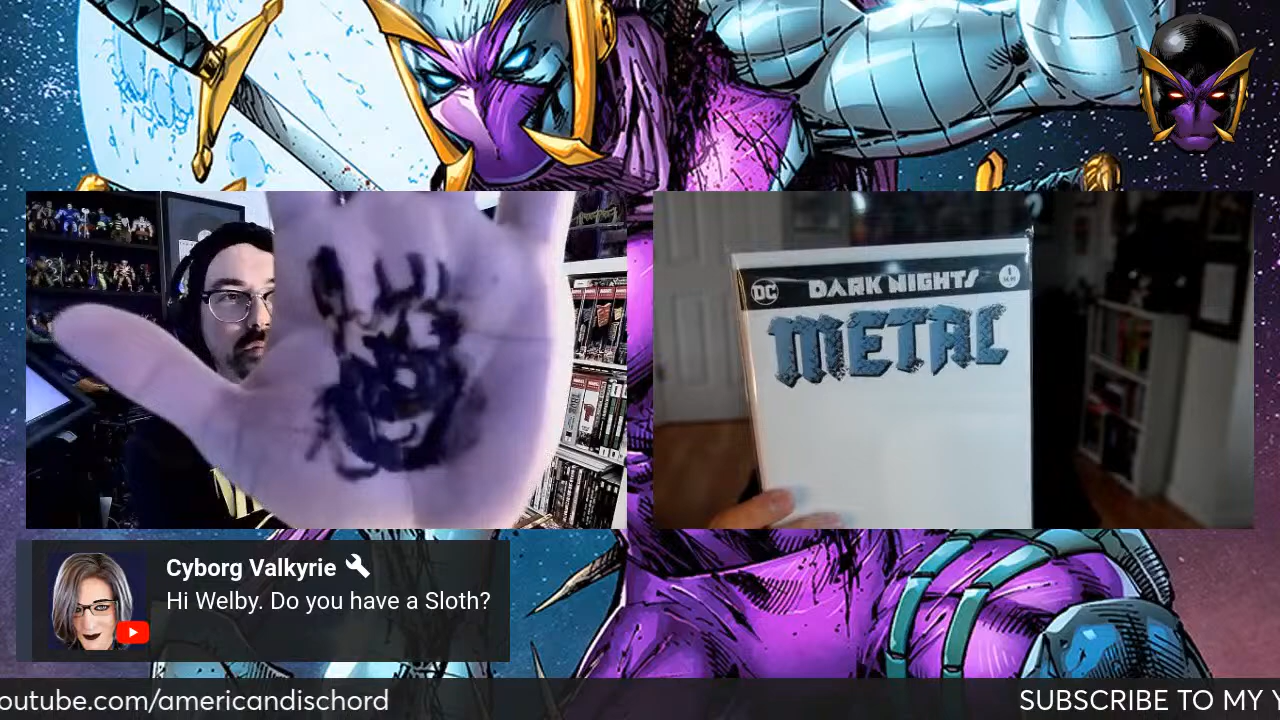 DC
DARK NIGHTS
1
METAL
Cyborg Valkyrie
Hi Welby. Do you have a Sloth?
outube.com/americandischord
SUBSCRIBE TO MY Y